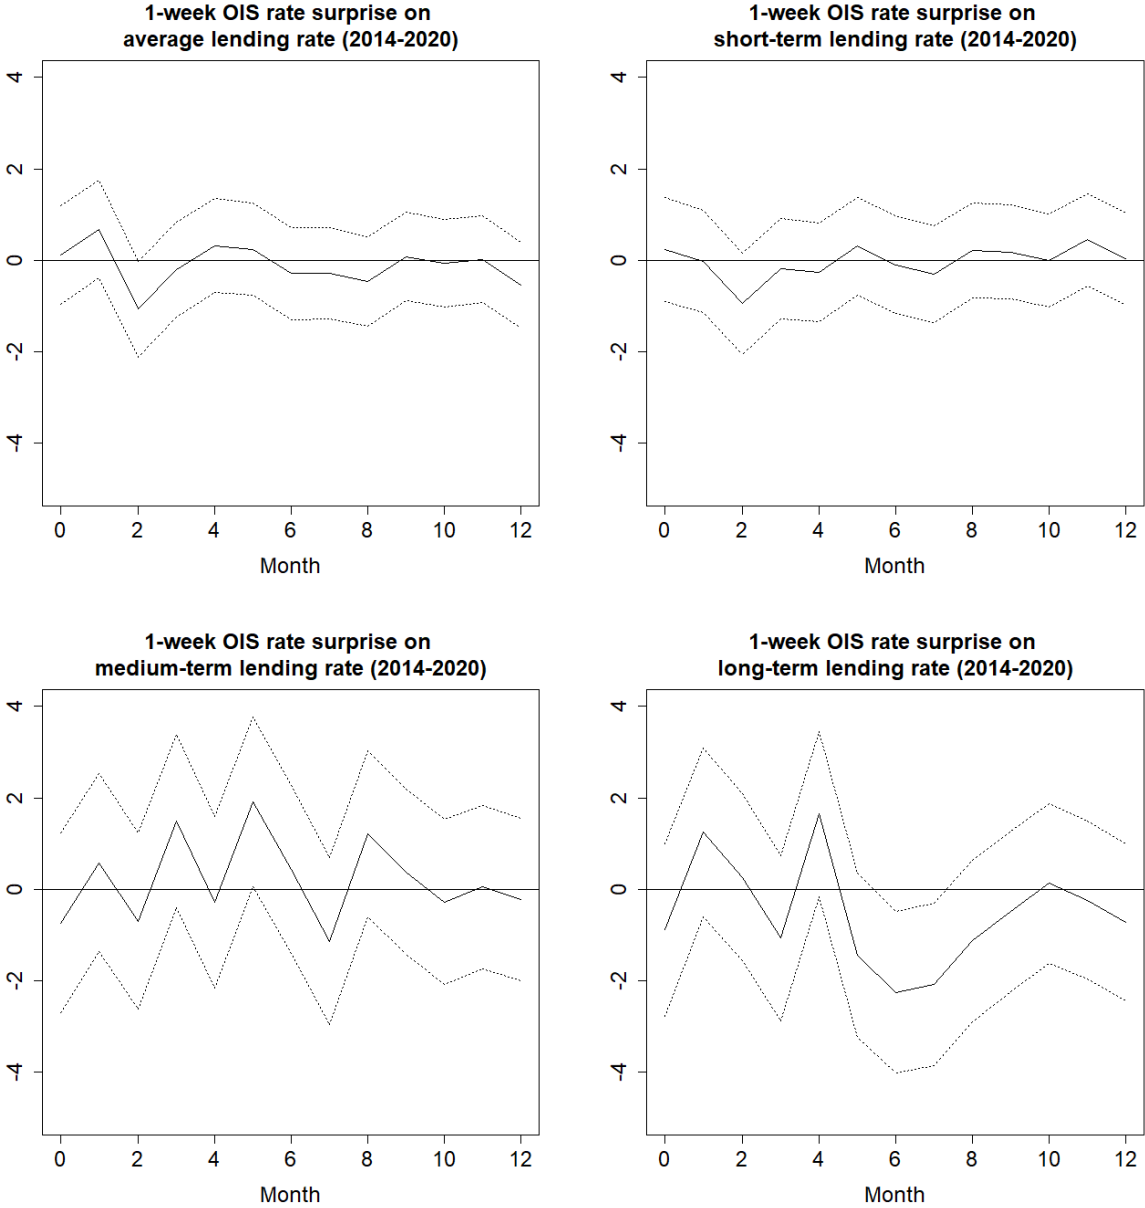 1-week OIS rate surprise on
average lending rate (2014-2020)
4
2
0
-2
-4
0 2 4 6 8 10 12
Month
1-week OIS rate surprise on
short-term lending rate (2014-2020)
4
2
0
-2
-4
0 2 4 6 8 10 12
Month
1-week OIS rate surprise on
medium-term lending rate (2014-2020)
4
2
0
-2
-4
0 2 4 6 8 10 12
Month
1-week OIS rate surprise on
long-term lending rate (2014-2020)
4
2
0
-2
-4
0 2 4 6 8 10 12
Month